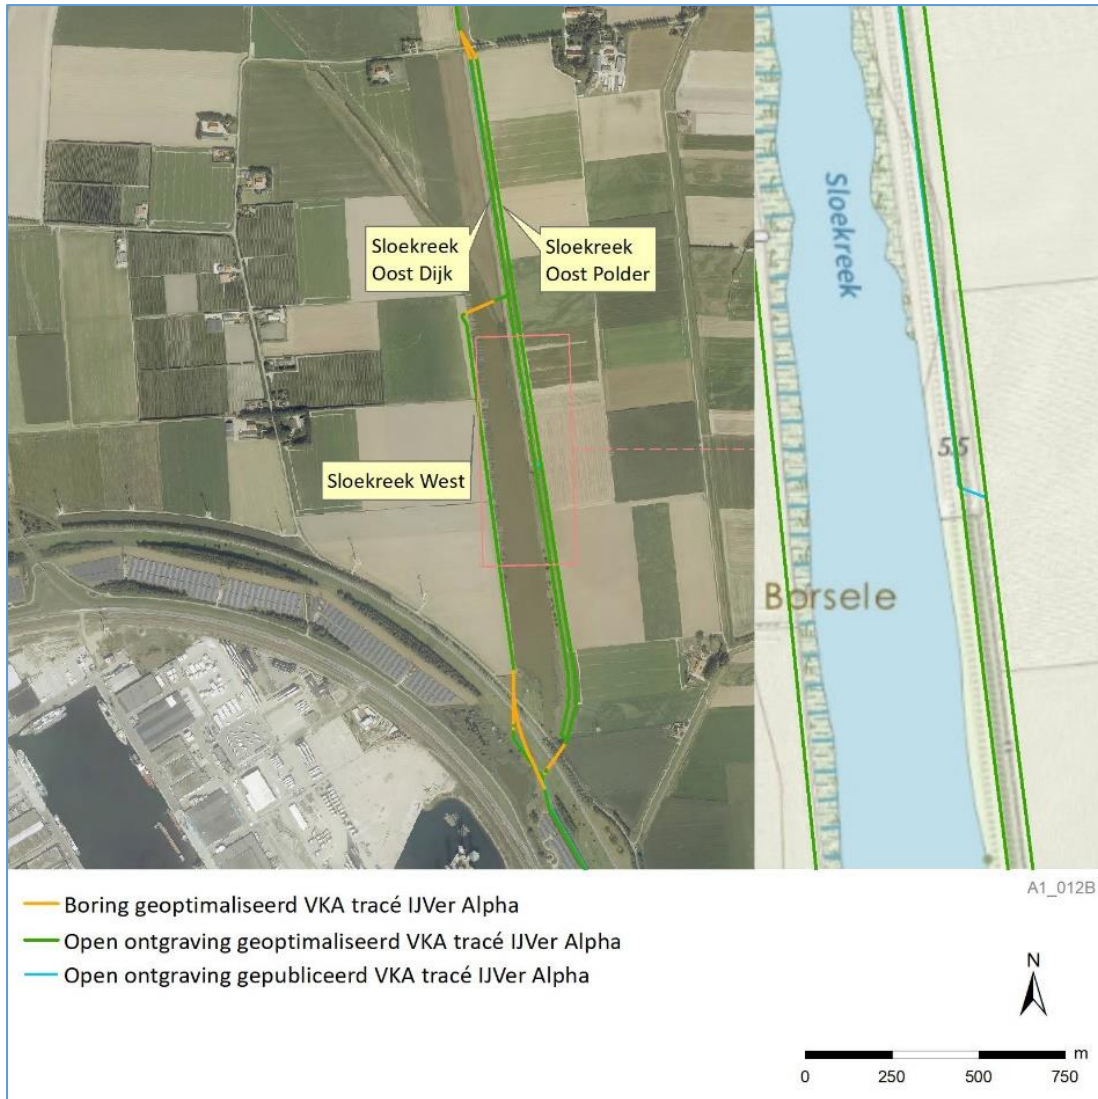 Sloekreek
Oost Dijk
Sloekreek
Oost Polder
Sloekreek West
Sloekreek
5.5
Borsele
A1_012B
Boring geoptimaliseerd VKA tracé IJVer Alpha
Open ontgraving geoptimaliseerd VKA tracé IJVer Alpha
Open ontgraving gepubliceerd VKA tracé IJVer Alpha
N
m
0 250 500 750